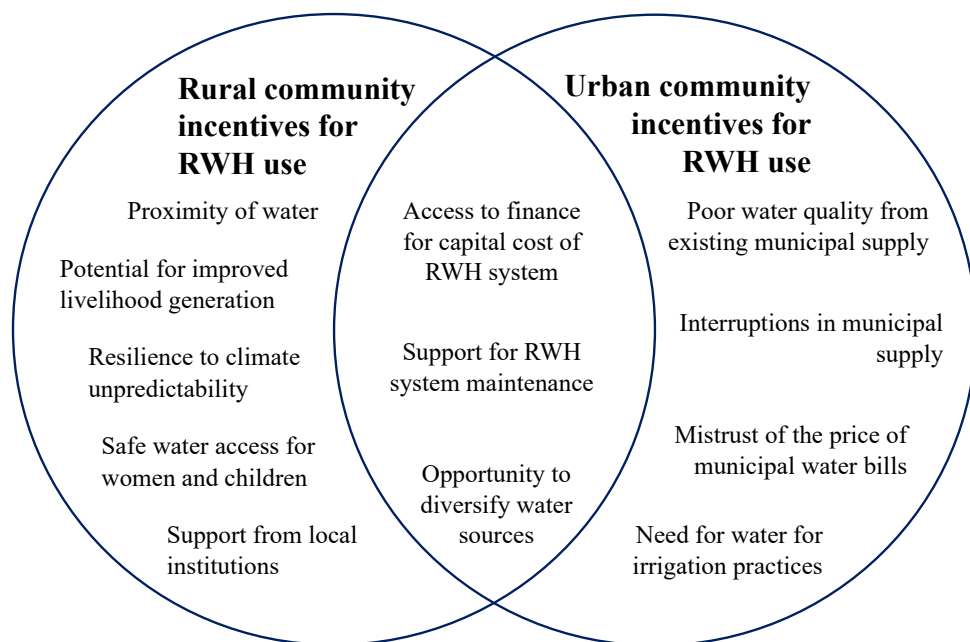 Rural community
incentives for
RWH use
Proximity of water
Potential for improved
livelihood generation
Resilience to climate
unpredictability
Safe water access for
women and children
Support from local
institutions
Access to finance
for capital cost of
RWH system
Support for RWH
system maintenance
Opportunity to
diversify water
sources
Urban community
incentives for
RWH use
Poor water quality from
existing municipal supply
Interruptions in municipal
supply
Mistrust of the price of
municipal water bills
Need for water for
irrigation practices